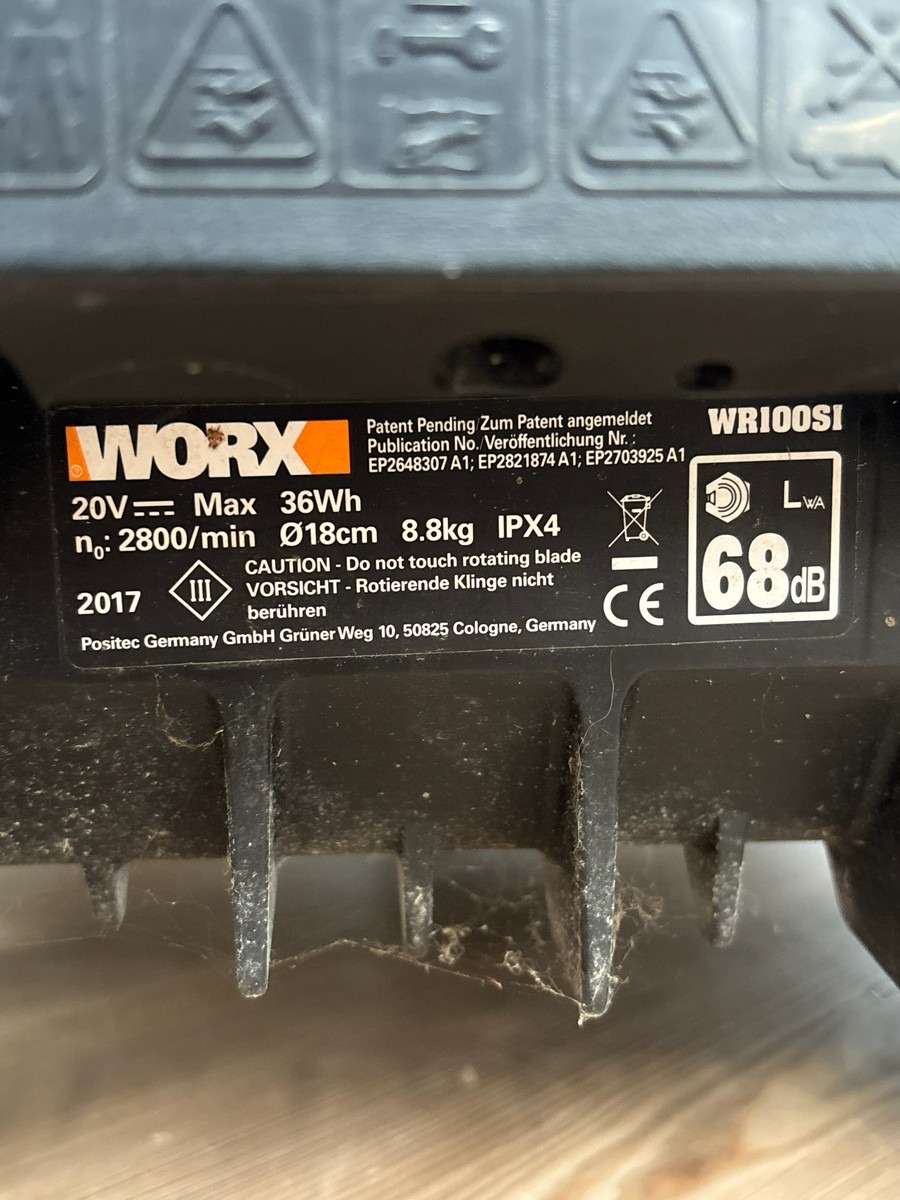 WORX
Patent Pending/Zum Patent angemeldet
Publication No./Veröffentlichung Nr.:
EP2648307 A1; EP2821874 A1; EP2703925 A1
WR100SI
20V Max 36Wh
n0: 2800/min Ø18cm 8.8kg IPX4
LWA
68dB
2017
III
CAUTION - Do not touch rotating blade
VORSICHT - Rotierende Klinge nicht
berühren
CE
Positec Germany GmbH Grüner Weg 10, 50825 Cologne, Germany